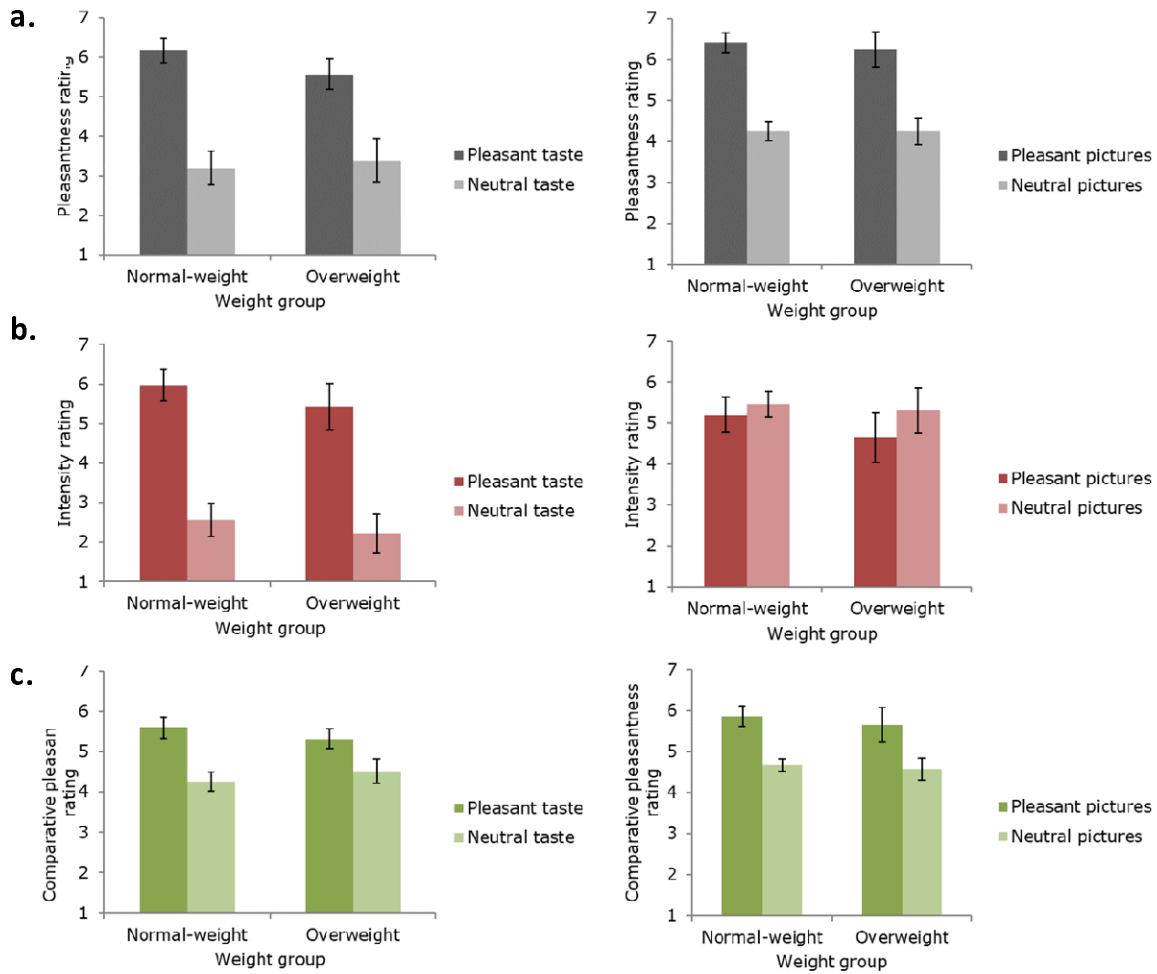 a.
7
6
5
4
3
2
1
Pleasantness rating
Normal-weight Overweight
Weight group
Pleasant taste
Neutral taste
7
6
5
4
3
2
1
Pleasantness rating
Normal-weight Overweight
Weight group
Pleasant pictures
Neutral pictures
b.
7
6
5
4
3
2
1
Intensity rating
Normal-weight Overweight
Weight group
Pleasant taste
Neutral taste
7
6
5
4
3
2
1
Intensity rating
Normal-weight Overweight
Weight group
Pleasant pictures
Neutral pictures
c.
7
6
5
4
3
2
1
Comparative pleasan
rating
Normal-weight Overweight
Weight group
Pleasant taste
Neutral taste
7
6
5
4
3
2
1
Comparative pleasantness
rating
Normal-weight Overweight
Weight group
Pleasant pictures
Neutral pictures